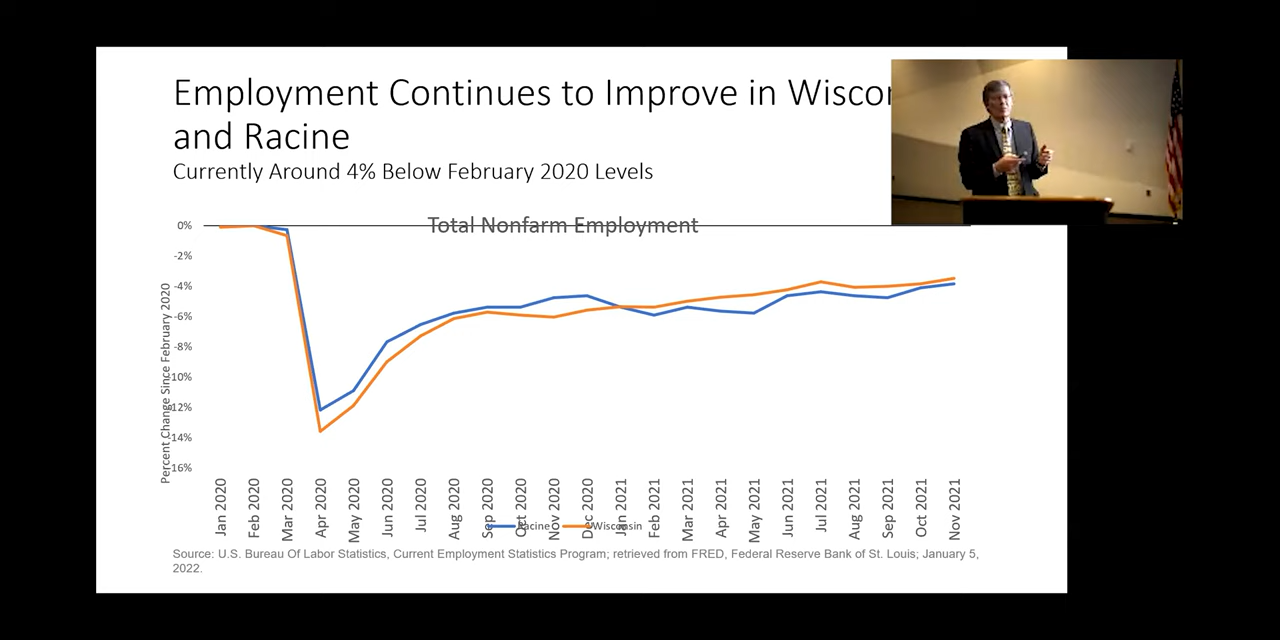 Employment Continues to Improve in Wiscon
and Racine
Currently Around 4% Below February 2020 Levels
Total Nonfarm Employment
Percent Change Since February 2020
0%
-2%
-4%
-6%
-8%
-10%
-12%
-14%
-16%
Jan 2020
Feb 2020
Mar 2020
Apr 2020
May 2020
Jun 2020
Jul 2020
Aug 2020
Sep 2020
Oct 2020
Nov 2020
Dec 2020
Jan 2021
Feb 2021
Mar 2021
Apr 2021
May 2021
Jun 2021
Jul 2021
Aug 2021
Sep 2021
Oct 2021
Nov 2021
Racine Wisconsin
Source: U.S. Bureau Of Labor Statistics, Current Employment Statistics Program; retrieved from FRED, Federal Reserve Bank of St. Louis; January 5,
2022.